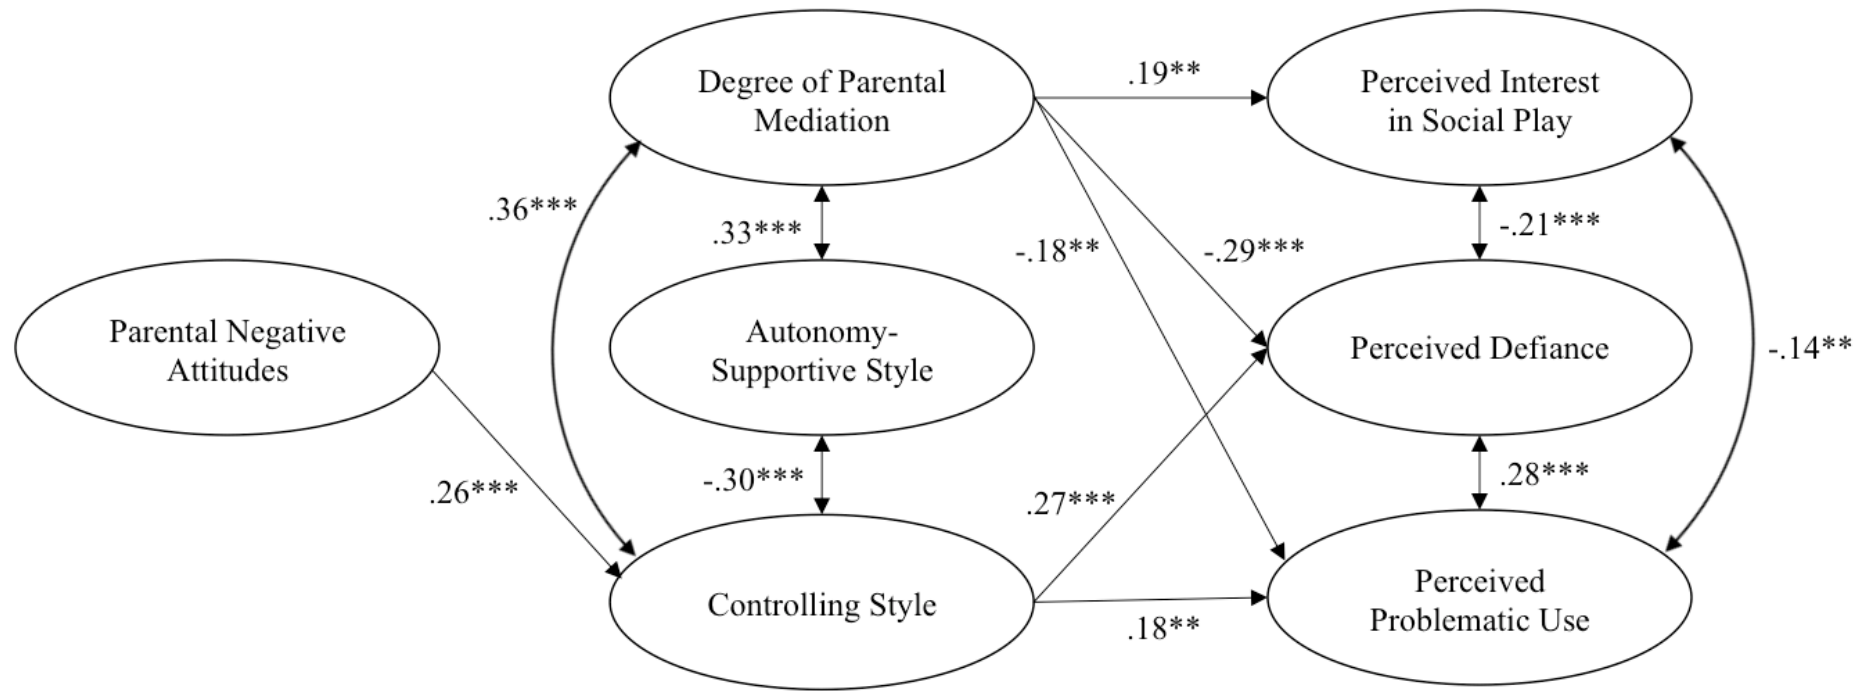 Degree of Parental
Mediation
.19**
Perceived Interest
in Social Play
.36***
.33***
-.18**
-.29***
-.21***
Parental Negative
Attitudes
Autonomy-
Supportive Style
Perceived Defiance
-.14**
.26***
-.30***
.27***
.28***
Controlling Style
.18**
Perceived
Problematic Use